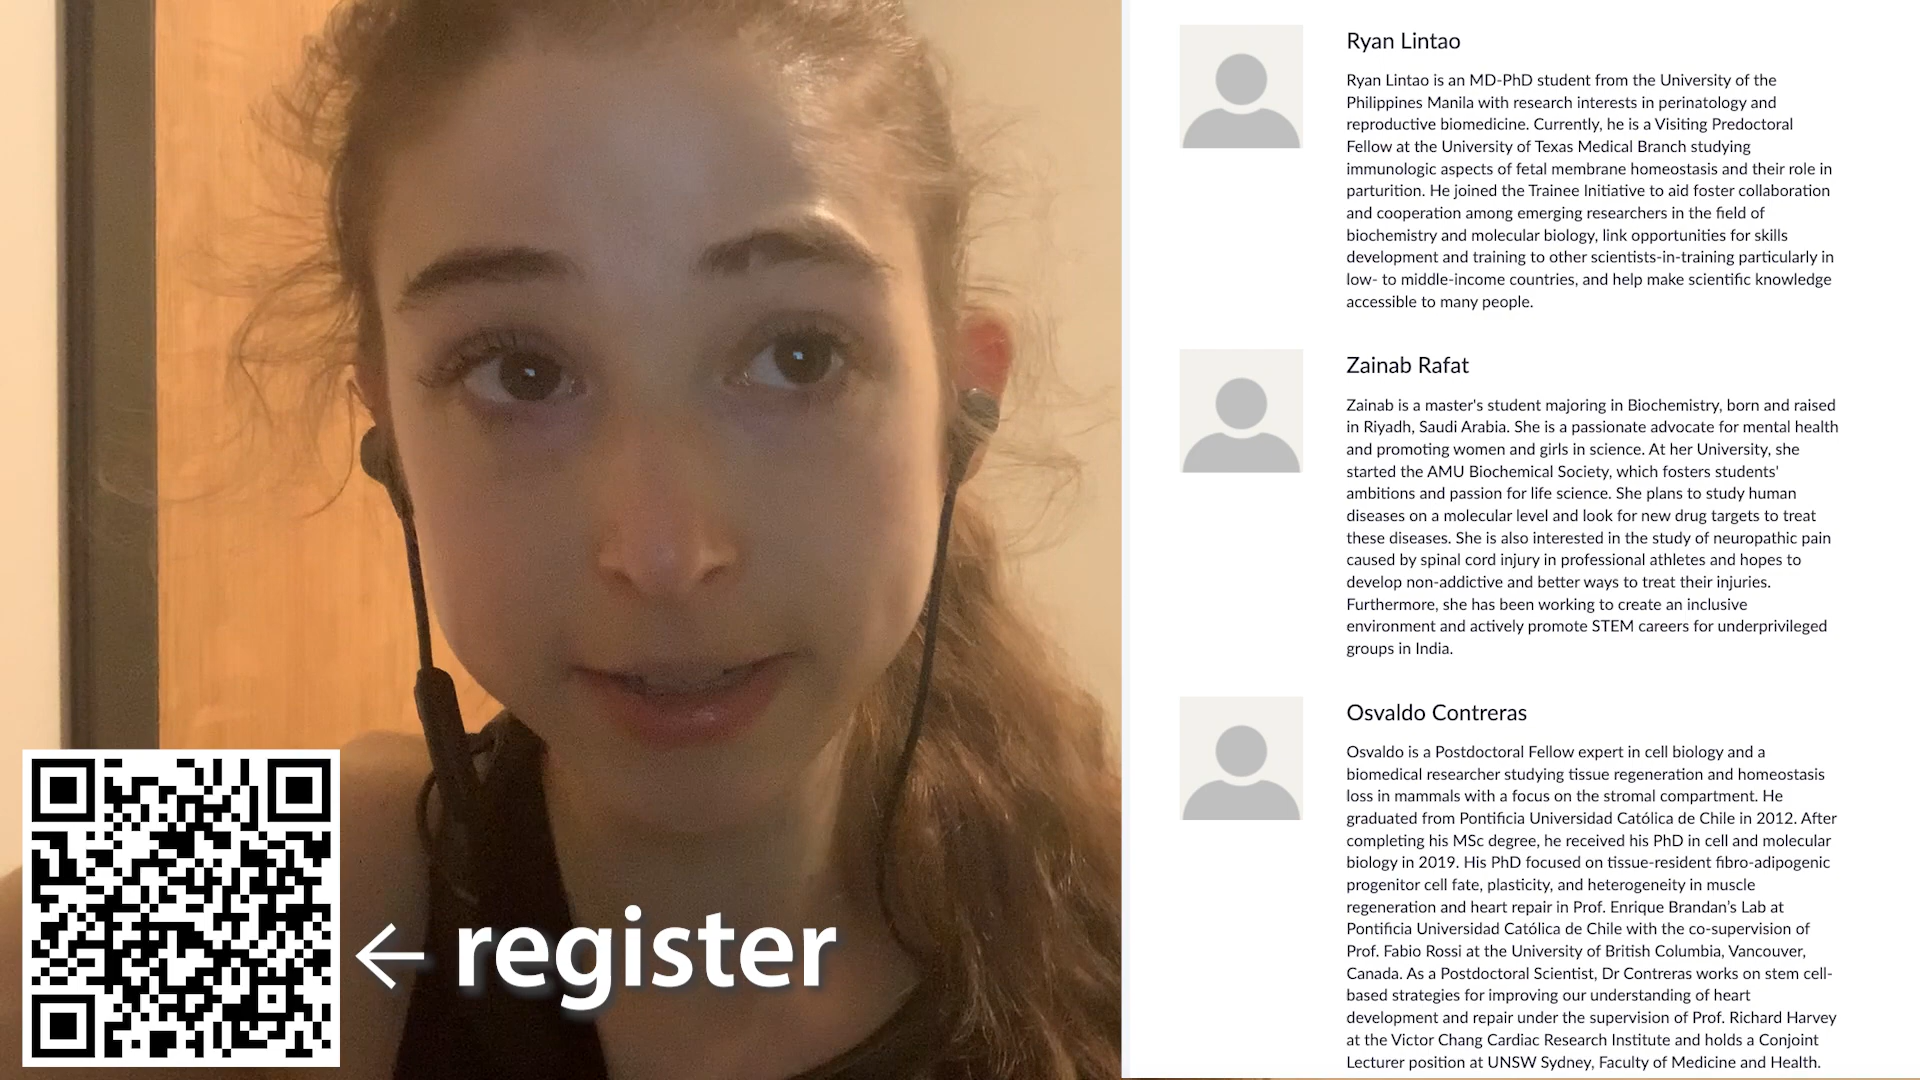 Ryan Lintao
Ryan Lintao is an MD-PhD student from the University of the
Philippines Manila with research interests in perinatology and
reproductive biomedicine. Currently, he is a Visiting Predoctoral
Fellow at the University of Texas Medical Branch studying
immunologic aspects of fetal membrane homeostasis and their role in
parturition. He joined the Trainee Initiative to aid foster collaboration
and cooperation among emerging researchers in the field of
biochemistry and molecular biology, link opportunities for skills
development and training to other scientists-in-training particularly in
low- to middle-income countries, and help make scientific knowledge
accessible to many people.
Zainab Rafat
Zainab is a master's student majoring in Biochemistry, born and raised
in Riyadh, Saudi Arabia. She is a passionate advocate for mental health
and promoting women and girls in science. At her University, she
started the AMU Biochemical Society, which fosters students'
ambitions and passion for life science. She plans to study human
diseases on a molecular level and look for new drug targets to treat
these diseases. She is also interested in the study of neuropathic pain
caused by spinal cord injury in professional athletes and hopes to
develop non-addictive and better ways to treat their injuries.
Furthermore, she has been working to create an inclusive
environment and actively promote STEM careers for underprivileged
groups in India.
Osvaldo Contreras
Osvaldo is a Postdoctoral Fellow expert in cell biology and a
biomedical researcher studying tissue regeneration and homeostasis
loss in mammals with a focus on the stromal compartment. He
graduated from Pontificia Universidad Católica de Chile in 2012. After
completing his MSc degree, he received his PhD in cell and molecular
biology in 2019. His PhD focused on tissue-resident fibro-adipogenic
progenitor cell fate, plasticity, and heterogeneity in muscle
regeneration and heart repair in Prof. Enrique Brandan’s Lab at
Pontificia Universidad Católica de Chile with the co-supervision of
Prof. Fabio Rossi at the University of British Columbia, Vancouver,
Canada. As a Postdoctoral Scientist, Dr Contreras works on stem cell-
based strategies for improving our understanding of heart
development and repair under the supervision of Prof. Richard Harvey
at the Victor Chang Cardiac Research Institute and holds a Conjoint
Lecturer position at UNSW Sydney, Faculty of Medicine and Health.
← register